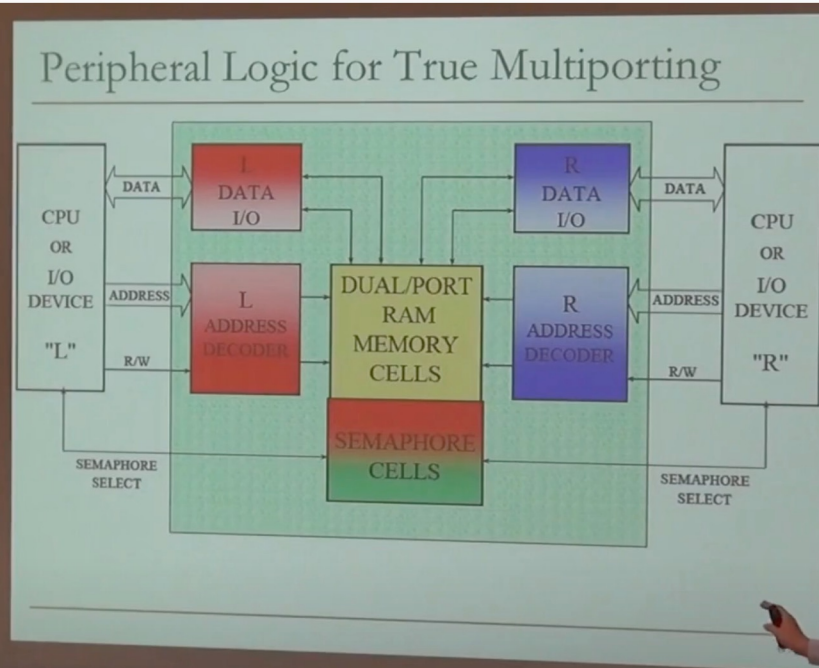 Peripheral Logic for True Multiporting
CPU
OR
I/O
DEVICE
"L"
DATA
ADDRESS
R/W
SEMAPHORE
SELECT
L
DATA
I/O
L
ADDRESS
DECODER
DUAL/PORT
RAM
MEMORY
CELLS
SEMAPHORE
CELLS
R
DATA
I/O
R
ADDRESS
DECODER
DATA
ADDRESS
R/W
SEMAPHORE
SELECT
CPU
OR
I/O
DEVICE
"R"